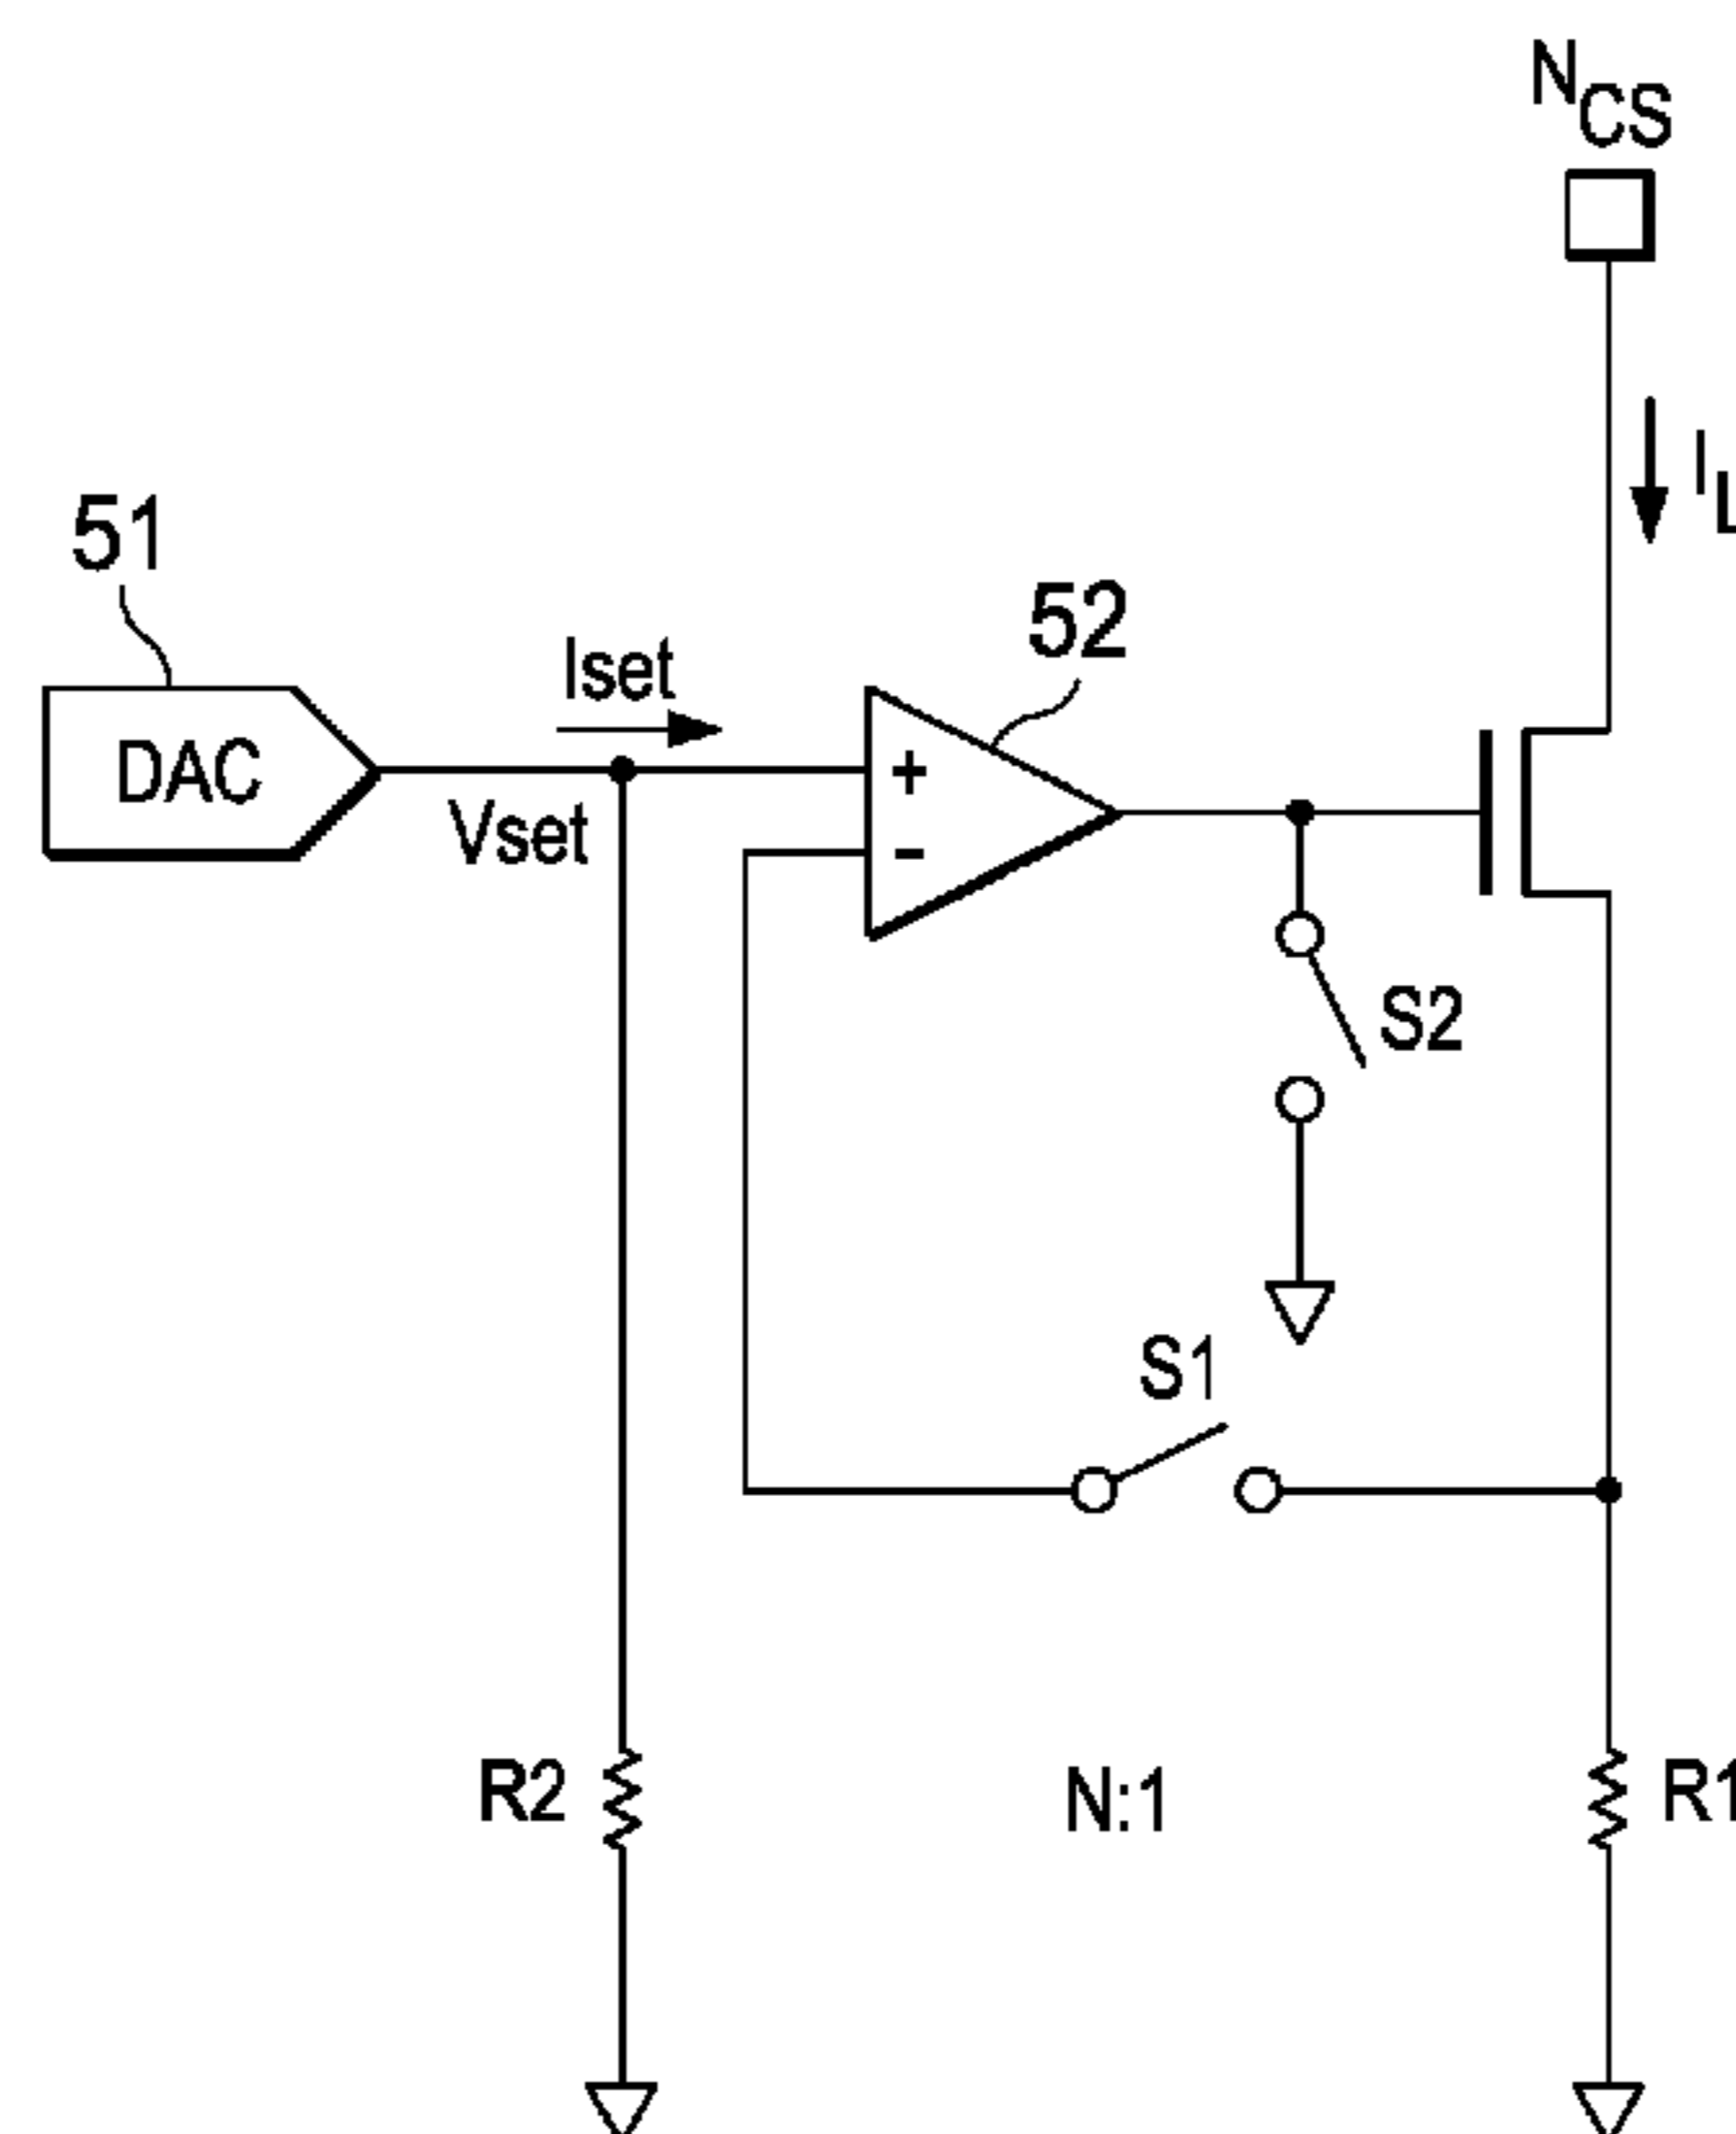 NCS
IL
51
Iset
52
DAC
Vset
+
-
S2
S1
R2
N:1
R1